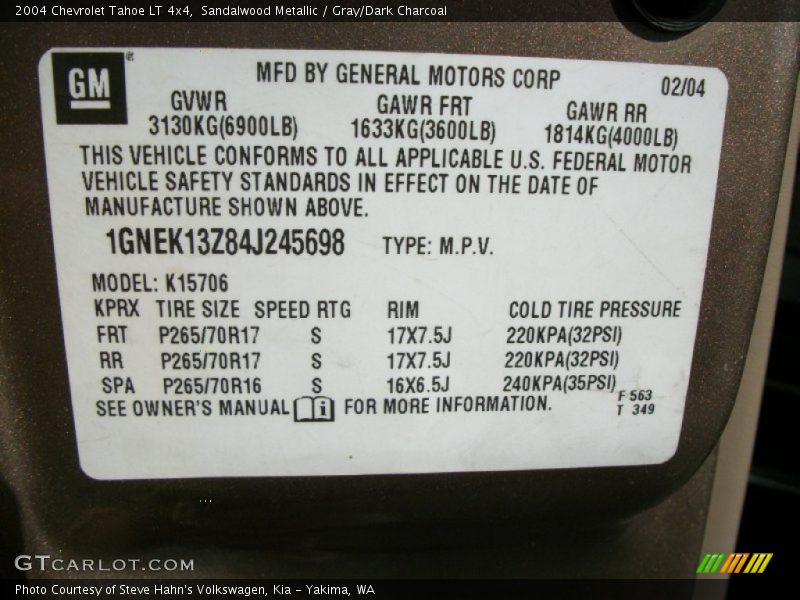 2004 Chevrolet Tahoe LT 4x4, Sandalwood Metallic / Gray/Dark Charcoal
GM
MFD BY GENERAL MOTORS CORP 02/04
GVWR GAWR FRT GAWR RR
3130KG(6900LB) 1633KG(3600LB) 1814KG(4000LB)
THIS VEHICLE CONFORMS TO ALL APPLICABLE U.S. FEDERAL MOTOR
VEHICLE SAFETY STANDARDS IN EFFECT ON THE DATE OF
MANUFACTURE SHOWN ABOVE.
1GNEK13Z84J245698 TYPE: M.P.V.
MODEL: K15706
KPRX TIRE SIZE SPEED RTG RIM COLD TIRE PRESSURE
FRT P265/70R17 S 17X7.5J 220KPA(32PSI)
RR P265/70R17 S 17X7.5J 220KPA(32PSI)
SPA P265/70R16 S 16X6.5J 240KPA(35PSI)
SEE OWNER'S MANUAL i FOR MORE INFORMATION.
F 563
T 349
GTCARLOT.COM
Photo Courtesy of Steve Hahn's Volkswagen, Kia – Yakima, WA